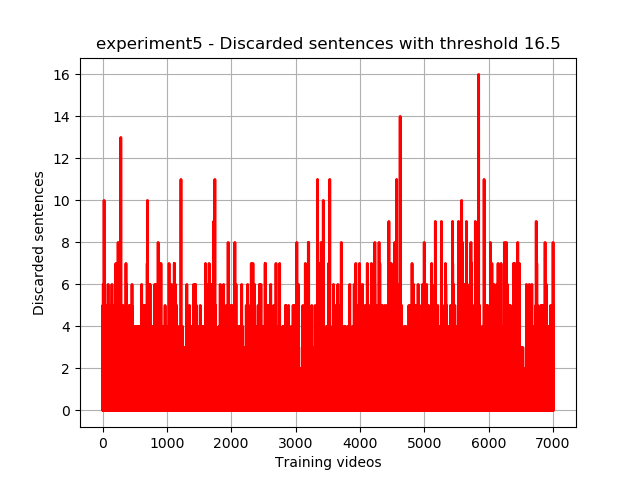 experiment5 - Discarded sentences with threshold 16.5
16
14
12
10
8
6
4
2
0
Discarded sentences
0 1000 2000 3000 4000 5000 6000 7000
Training videos